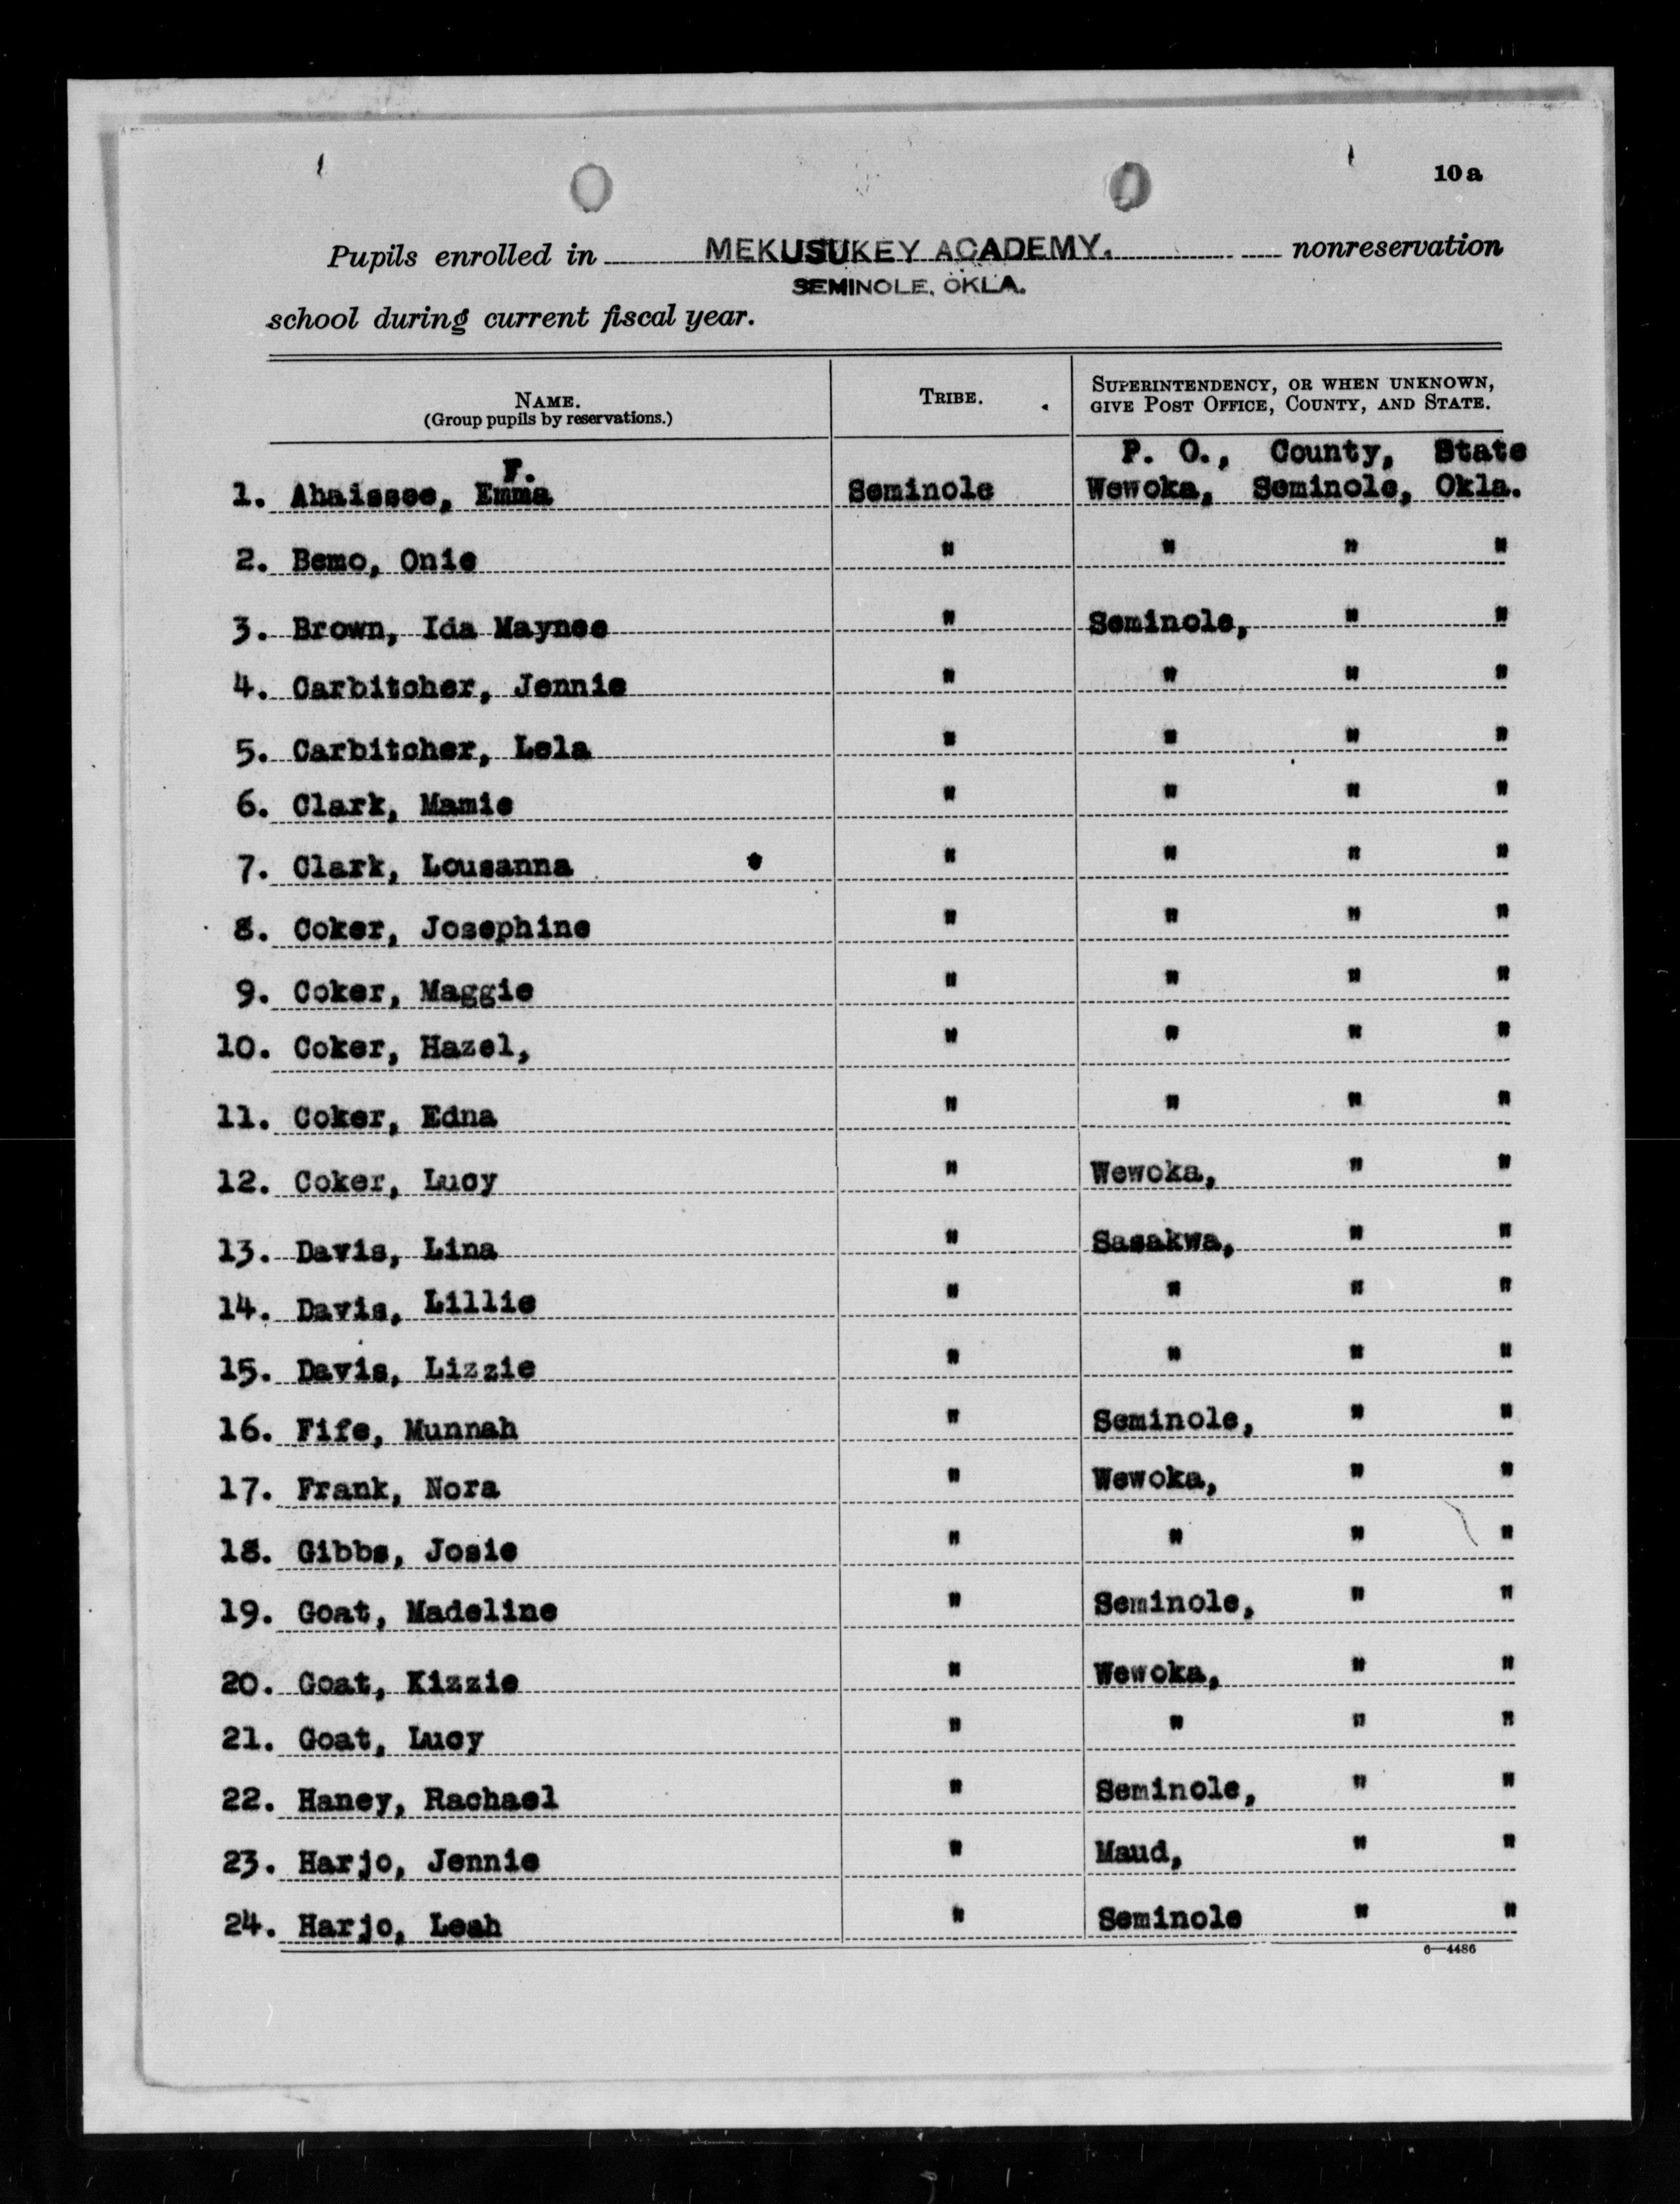 10a
Pupils enrolled in MEKUSUKEY ACADEMY. nonreservation
SEMINOLE, OKLA.
school during current fiscal year.
NAME. TRIBE. SUPERINTENDENCY, OR WHEN UNKNOWN,
(Group pupils by reservations.) GIVE POST OFFICE, COUNTY, AND STATE.
F. P. O., County, State
1. Ahaissee, Emma Seminole Wewoka, Seminole, Okla.
2. Bemo, Onie " " " "
3. Brown, Ida Maynee " Seminole, " "
4. Carbitcher, Jennie " " " "
5. Carbitcher, Lela " " " "
6. Clark, Mamie " " " "
7. Clark, Lousanna " " " "
8. Coker, Josephine " " " "
9. Coker, Maggie " " " "
10. Coker, Hazel, " " " "
11. Coker, Edna " " " "
12. Coker, Lucy " Wewoka, " "
13. Davis, Lina " Sasakwa, " "
14. Davis, Lillie " " " "
15. Davis, Lizzie " " " "
16. Fife, Munnah " Seminole, " "
17. Frank, Nora " Wewoka, " "
18. Gibbs, Josie " " " "
19. Goat, Madeline " Seminole, " "
20. Goat, Kizzie " Wewoka, " "
21. Goat, Lucy " " " "
22. Haney, Rachael " Seminole, " "
23. Harjo, Jennie " Maud, " "
24. Harjo, Leah " Seminole " "
6—4486